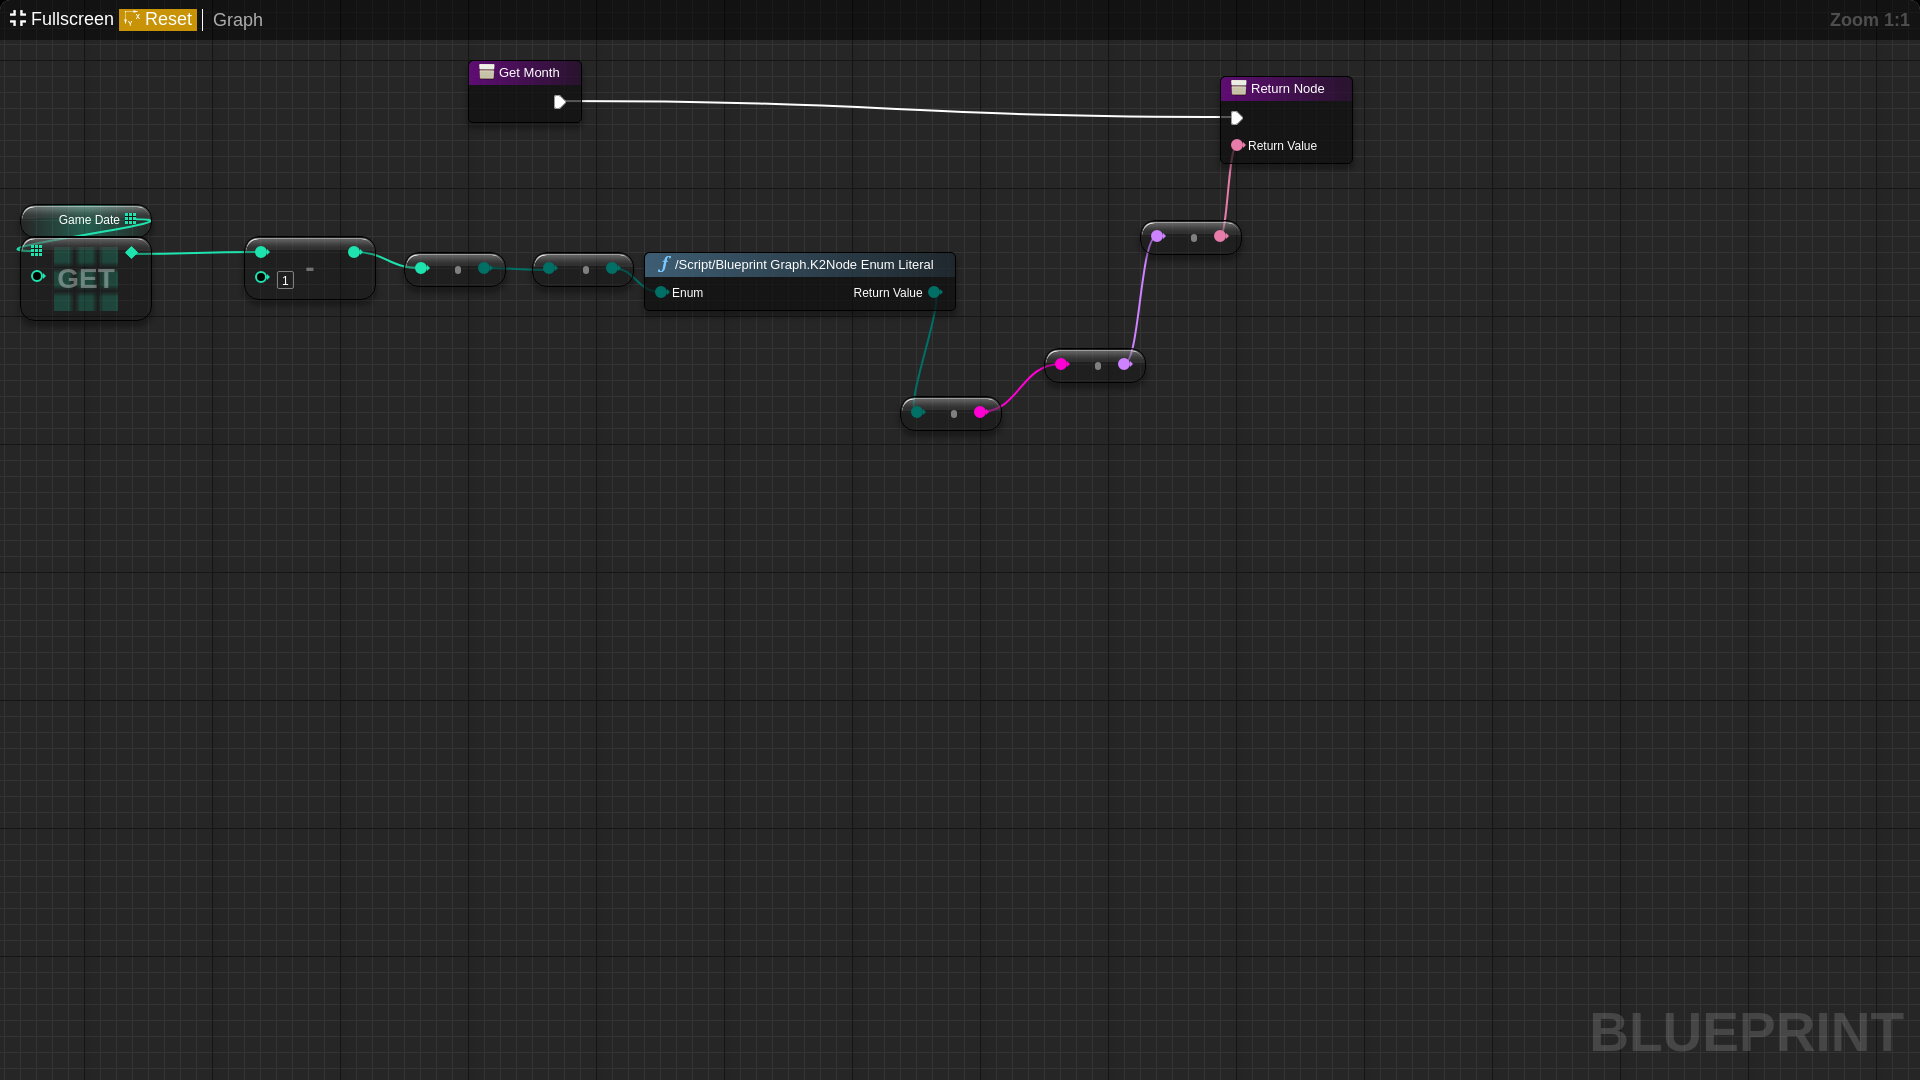 Fullscreen Reset Graph Zoom 1:1
Get Month
Return Node
Return Value
Game Date
GET
1
-
/Script/Blueprint Graph.K2Node Enum Literal
Enum Return Value
BLUEPRINT